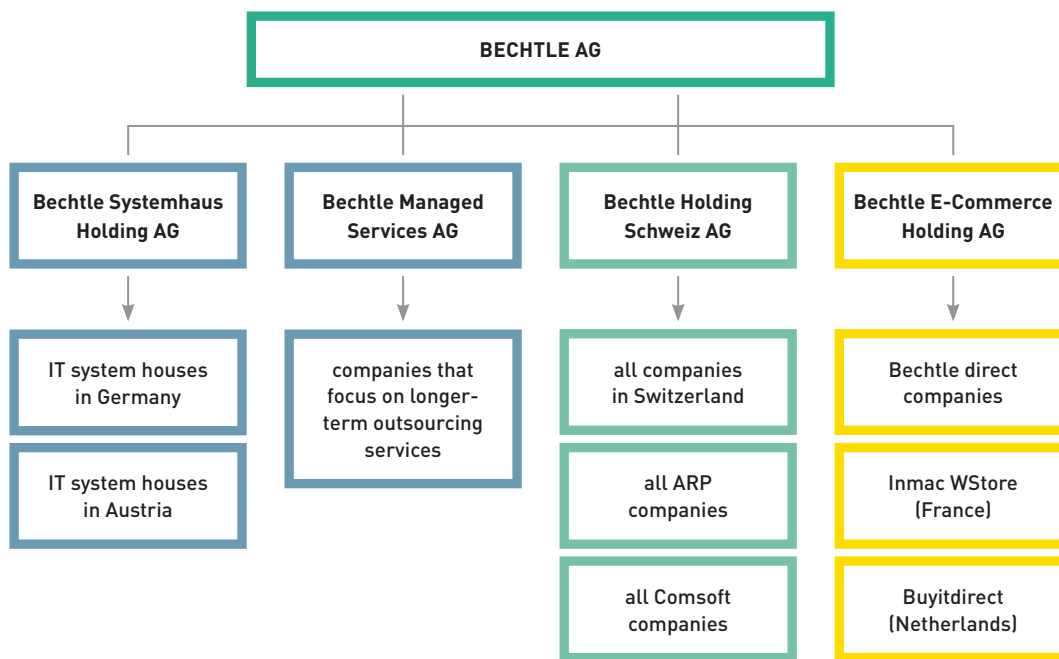 BECHTLE AG
Bechtle Systemhaus
Holding AG
Bechtle Managed
Services AG
Bechtle Holding
Schweiz AG
Bechtle E-Commerce
Holding AG
IT system houses
in Germany
IT system houses
in Austria
companies that
focus on longer-
term outsourcing
services
all companies
in Switzerland
all ARP
companies
all Comsoft
companies
Bechtle direct
companies
Inmac WStore
(France)
Buyitdirect
(Netherlands)